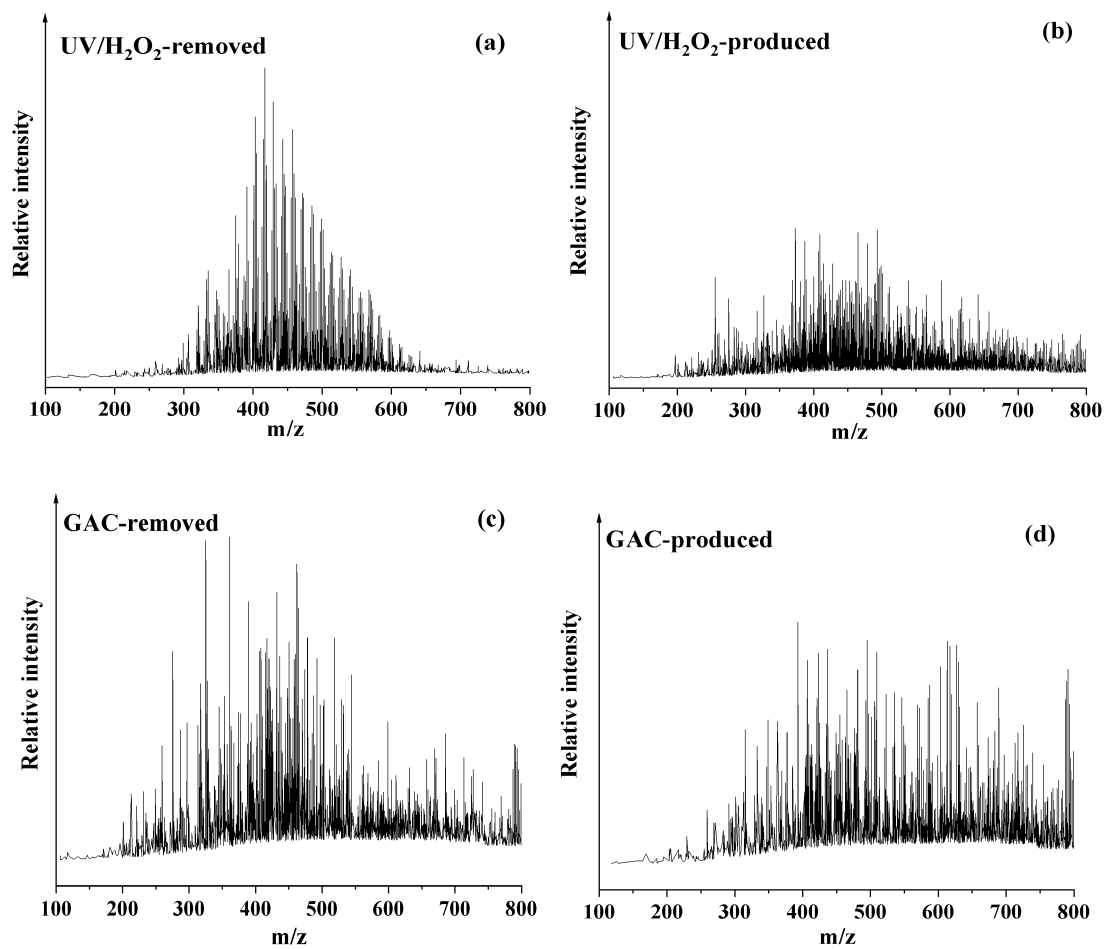 UV/H₂O₂-removed
(a)
Relative intensity
100 200 300 400 500 600 700 800
m/z
UV/H₂O₂-produced
(b)
Relative intensity
100 200 300 400 500 600 700 800
m/z
GAC-removed
(c)
Relative intensity
100 200 300 400 500 600 700 800
m/z
GAC-produced
(d)
Relative intensity
100 200 300 400 500 600 700 800
m/z